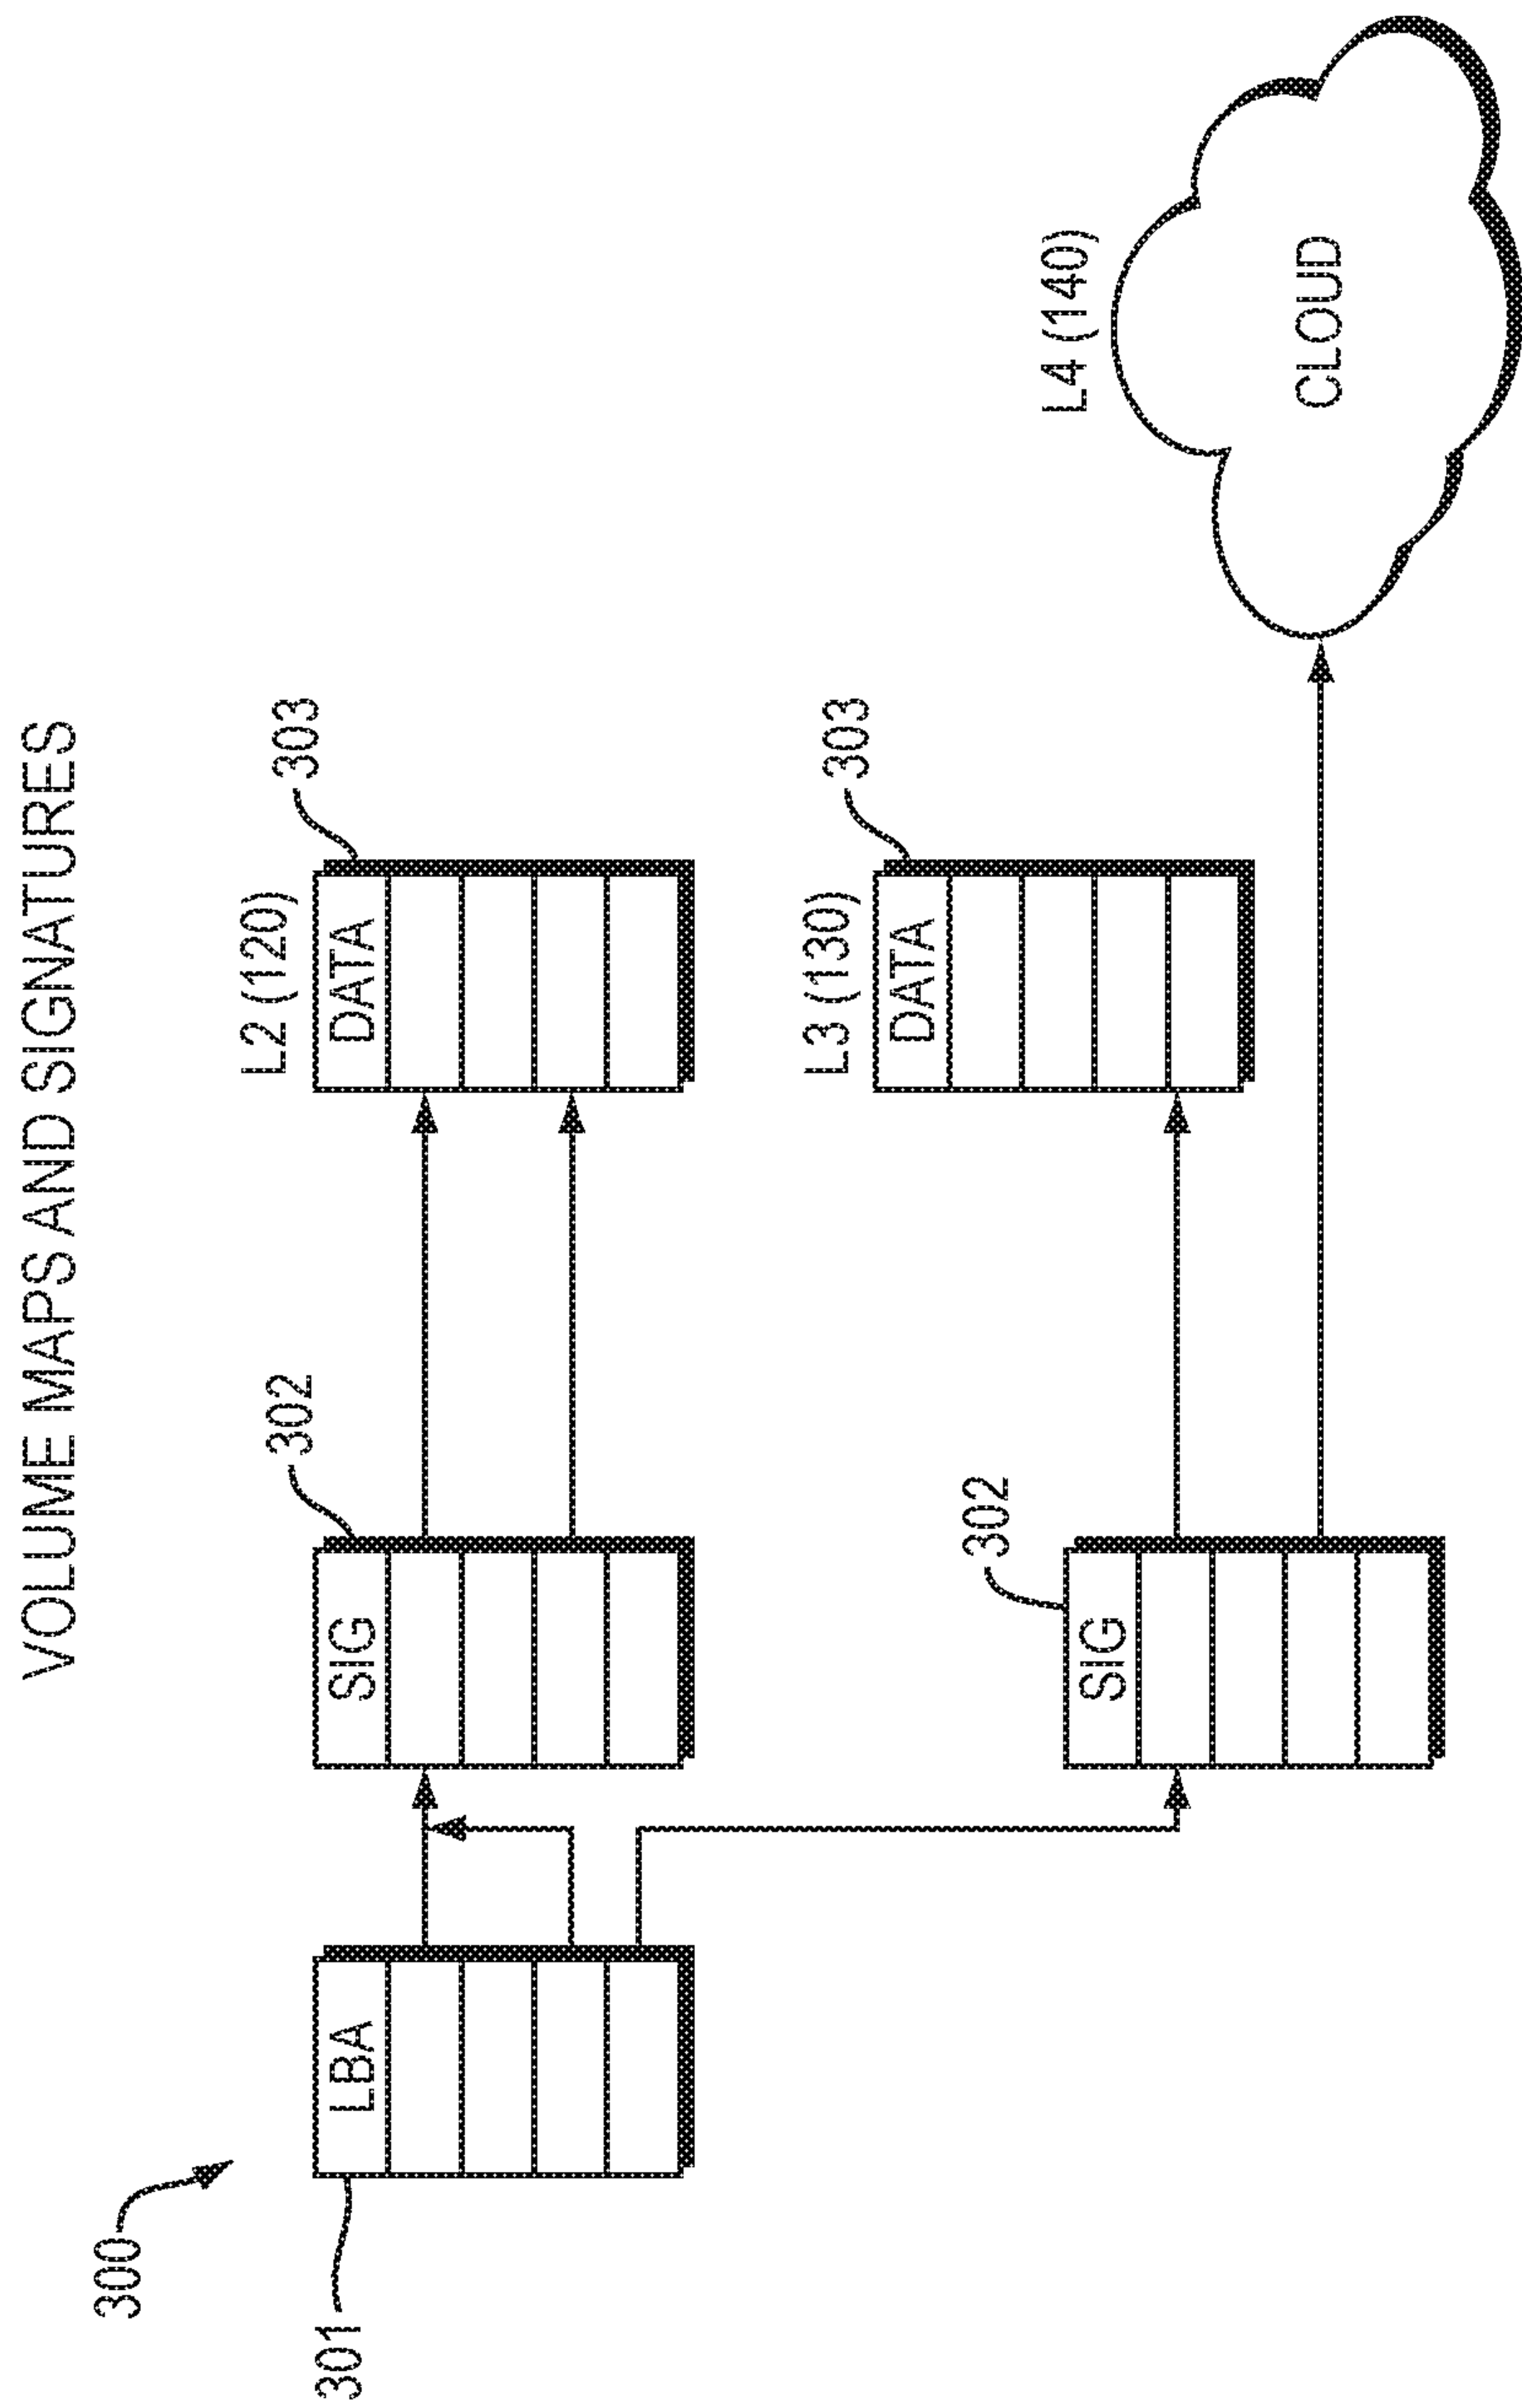 VOLUME MAPS AND SIGNATURES
300
301
LBA
302
SIG
L2 (120)
303
DATA
L3 (130)
303
DATA
302
SIG
L4 (140)
CLOUD